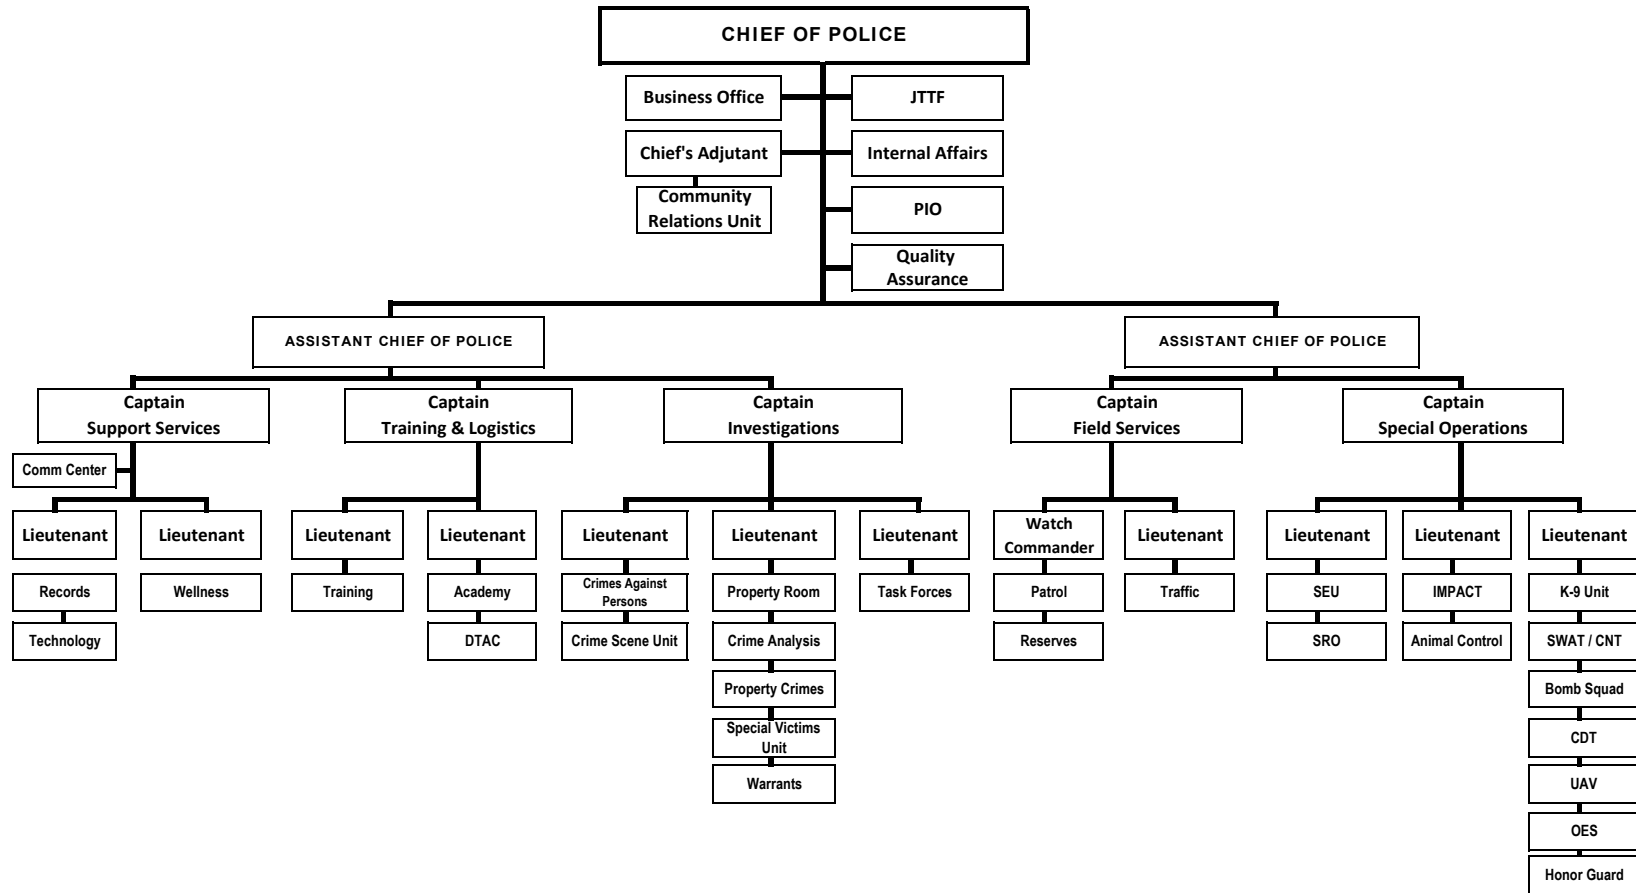 CHIEF OF POLICE
Business Office
JTTF
Chief's Adjutant
Internal Affairs
Community
Relations Unit
PIO
Quality
Assurance
ASSISTANT CHIEF OF POLICE
ASSISTANT CHIEF OF POLICE
Captain
Support Services
Captain
Training & Logistics
Captain
Investigations
Captain
Field Services
Captain
Special Operations
Comm Center
Lieutenant
Lieutenant
Lieutenant
Lieutenant
Lieutenant
Lieutenant
Lieutenant
Watch
Commander
Lieutenant
Lieutenant
Lieutenant
Lieutenant
Records
Wellness
Training
Academy
Crimes Against
Persons
Property Room
Task Forces
Patrol
Traffic
SEU
IMPACT
K-9 Unit
Technology
DTAC
Crime Scene Unit
Crime Analysis
Reserves
SRO
Animal Control
SWAT / CNT
Property Crimes
Bomb Squad
Special Victims
Unit
CDT
Warrants
UAV
OES
Honor Guard